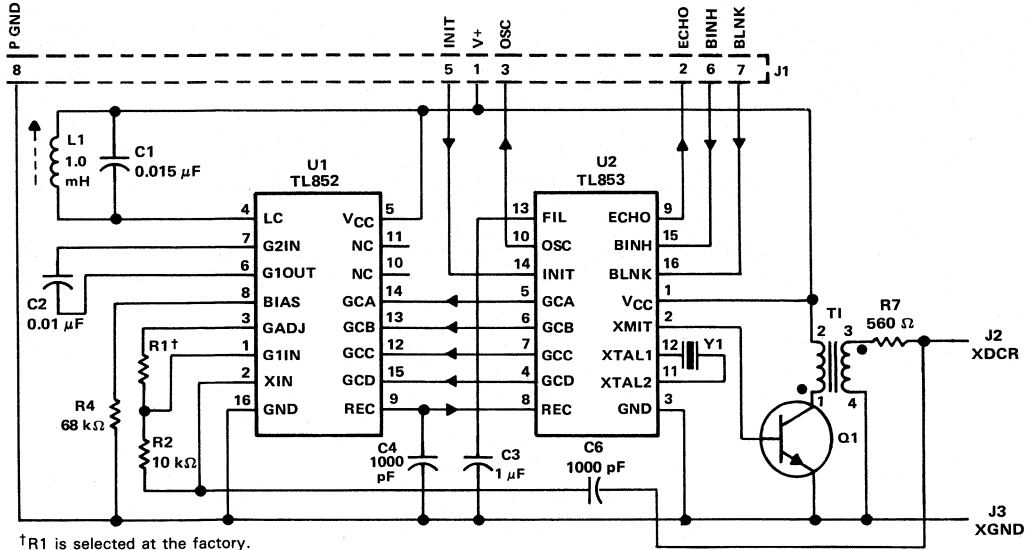 P GND
INIT
V+
OSC
ECHO
BINH
BLNK
8
5
1
3
2
6
7
J1
L1
1.0
mH
C1
0.015 μF
U1
TL852
U2
TL853
4
LC
7
G2IN
6
G1OUT
8
BIAS
3
GADJ
1
G1IN
2
XIN
16
GND
VCC
5
NC
11
NC
10
GCA
14
GCB
13
GCC
12
GCD
15
REC
9
13
FIL
10
OSC
14
INIT
5
GCA
6
GCB
7
GCC
4
GCD
8
REC
ECHO
9
BINH
15
BLNK
16
VCC
1
XMIT
2
XTAL1
12
XTAL2
11
GND
3
Y1
C2
0.01 μF
R1†
R4
68 kΩ
R2
10 kΩ
C4
1000
pF
C3
1 μF
C6
1000 pF
TI
2
3
1
4
R7
560 Ω
J2
XDCR
Q1
J3
XGND
†R1 is selected at the factory.